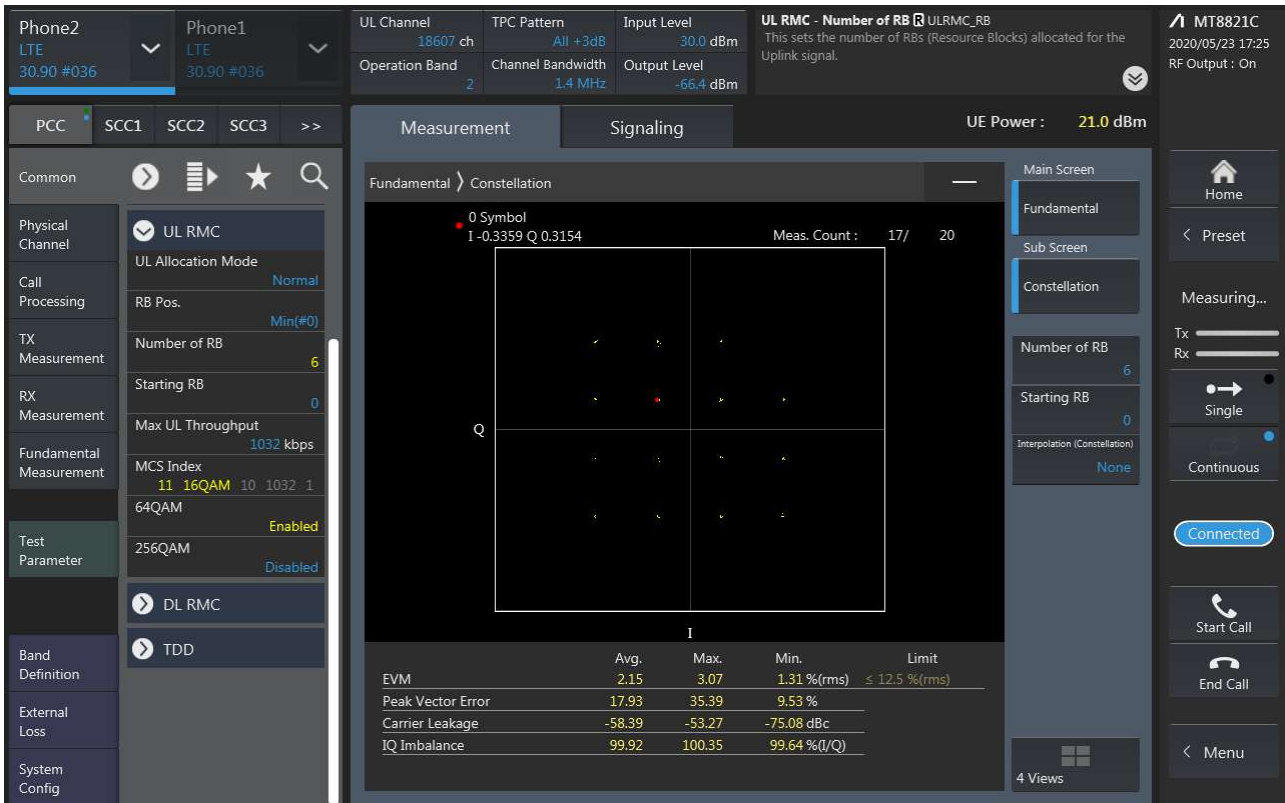 Phone2
LTE
30.90 #036
Phone1
LTE
30.90 #036
UL Channel
18607 ch
TPC Pattern
All +3dB
Input Level
30.0 dBm
Operation Band
2
Channel Bandwidth
1.4 MHz
Output Level
-66.4 dBm
UL RMC - Number of RB R ULRMC_RB
This sets the number of RBs (Resource Blocks) allocated for the
Uplink signal.
MT8821C
2020/05/23 17:25
RF Output : On
PCC SCC1 SCC2 SCC3 >>
Measurement
Signaling
UE Power : 21.0 dBm
Common
Physical
Channel
Call
Processing
TX
Measurement
RX
Measurement
Fundamental
Measurement
Test
Parameter
Band
Definition
External
Loss
System
Config
UL RMC
UL Allocation Mode
Normal
RB Pos.
Min(#0)
Number of RB
6
Starting RB
0
Max UL Throughput
1032 kbps
MCS Index
11 16QAM 10 1032 1
64QAM
Enabled
256QAM
Disabled
DL RMC
TDD
Fundamental 〉 Constellation
0 Symbol
I -0.3359 Q 0.3154
Meas. Count : 17/ 20
Q
I
Avg. Max. Min. Limit
EVM 2.15 3.07 1.31 %(rms) ≤ 12.5 %(rms)
Peak Vector Error 17.93 35.39 9.53 %
Carrier Leakage -58.39 -53.27 -75.08 dBc
IQ Imbalance 99.92 100.35 99.64 %(I/Q)
Main Screen
Fundamental
Sub Screen
Constellation
Number of RB
6
Starting RB
0
Interpolation (Constellation)
None
4 Views
Home
< Preset
Measuring...
Tx
Rx
Single
Continuous
Connected
Start Call
End Call
< Menu